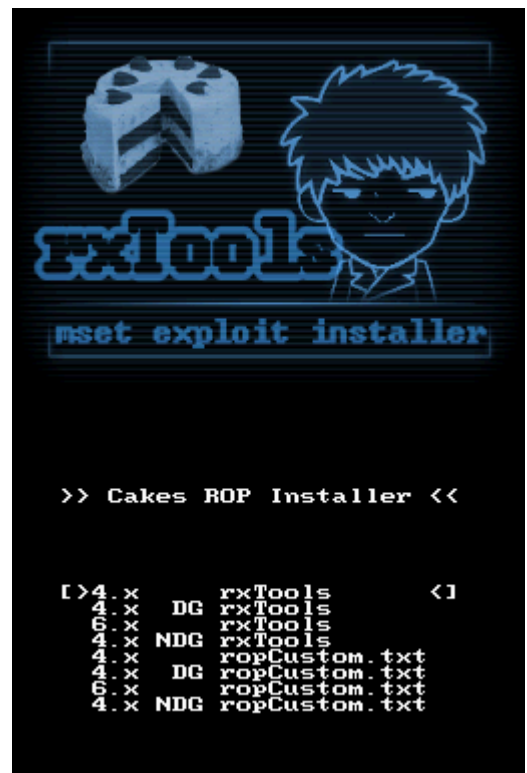 rxTools
mset exploit installer
>> Cakes ROP Installer <<
[>4.x rxTools <]
4.x DG rxTools
6.x rxTools
4.x NDG rxTools
4.x ropCustom.txt
4.x DG ropCustom.txt
6.x ropCustom.txt
4.x NDG ropCustom.txt